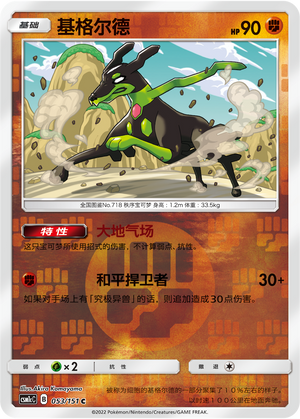 基础 基格尔德 HP90
全国图鉴No.718 秩序宝可梦 身高：1.2m 体重：33.5kg
特性 大地气场
这只宝可梦所使用招式的伤害，不计算弱点、抗性。
和平捍卫者 30+
如果对手场上有「究极异兽」的话，则追加造成30点伤害。
弱点 ×2 抗性 撤退
Illus. Akira Komayama
CSM1cC B 053/151 C
被称为细胞的基格尔德的一部分聚集了10％左右的样子。
©2022 Pokémon/Nintendo/Creatures/GAME FREAK.